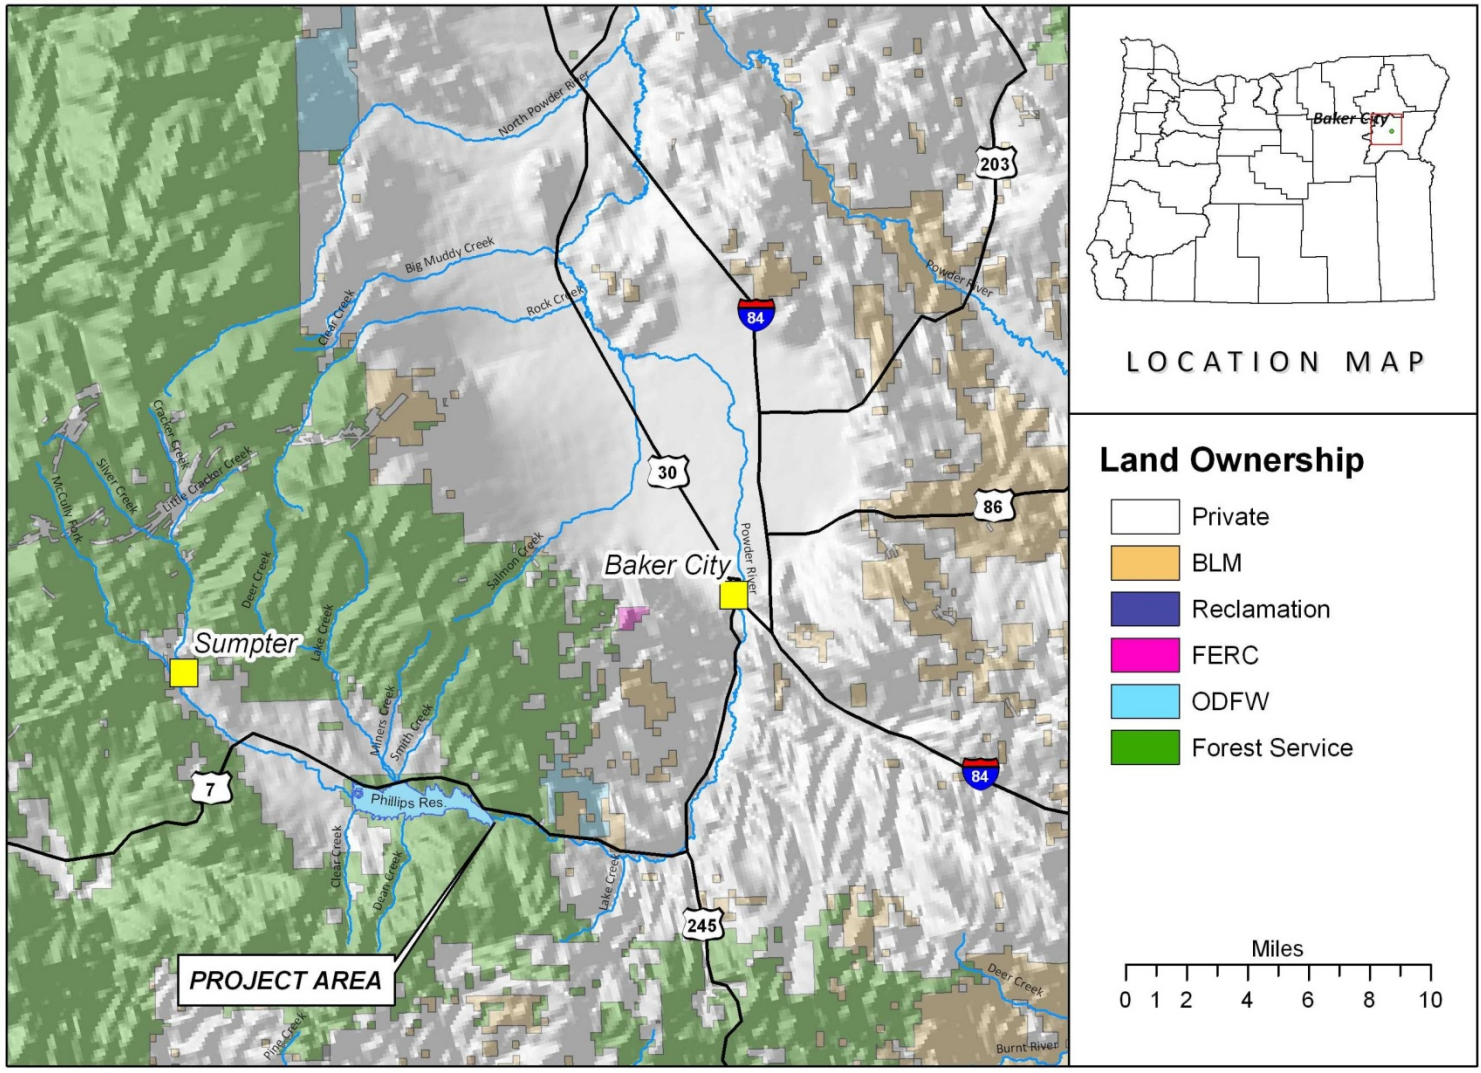 North Powder River
203
Big Muddy Creek
Powder River
Clear Creek
Rock Creek
84
Cracker Creek
Silver Creek
Little Cracker Creek
McCully Fork
30
86
Salmon Creek
Powder River
Baker City
Deer Creek
Lake Creek
Sumpter
Miners Creek
Smith Creek
7
84
Phillips Res.
Clear Creek
Dean Creek
Lake Creek
245
PROJECT AREA
Deer Creek
Pine Creek
Burnt River
Baker City
LOCATION MAP
Land Ownership
Private
BLM
Reclamation
FERC
ODFW
Forest Service
Miles
0 1 2 4 6 8 10